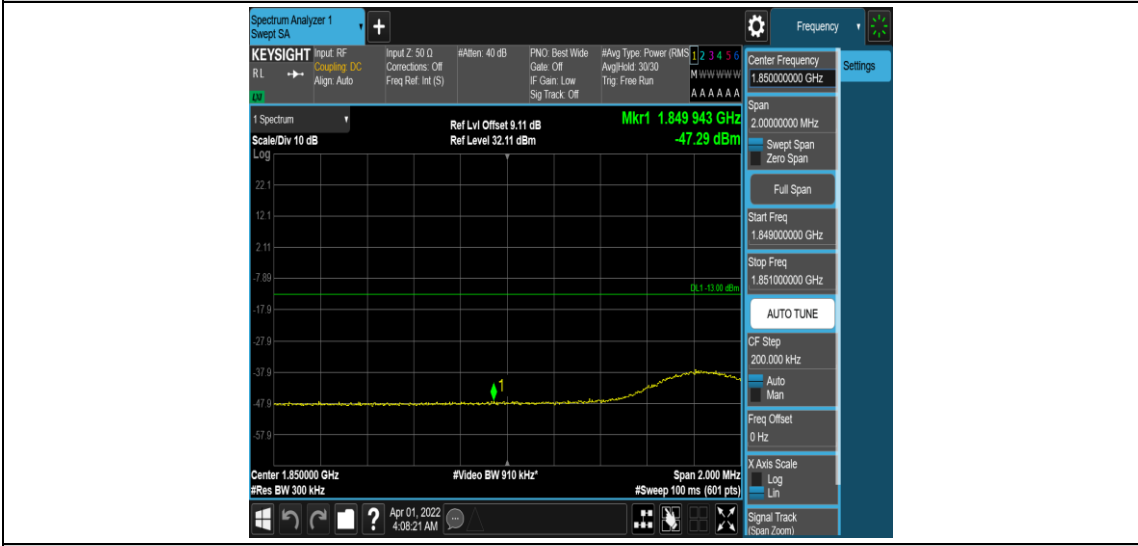 Spectrum Analyzer 1
Swept SA
+
Frequency
KEYSIGHT
RL
Input: RF
Coupling: DC
Align: Auto
Input Z: 50 Ω
Corrections: Off
Freq Ref: Int (S)
#Atten: 40 dB
PNO: Best Wide
Gate: Off
IF Gain: Low
Sig Track: Off
#Avg Type: Power (RMS
Avg|Hold: 30/30
Trig: Free Run
1 2 3 4 5 6
M W W W W W
A A A A A A
1 Spectrum
Scale/Div 10 dB
Log
Ref Lvl Offset 9.11 dB
Ref Level 32.11 dBm
Mkr1 1.849 943 GHz
-47.29 dBm
22.1
12.1
2.11
-7.89
DL1 -13.00 dBm
-17.9
-27.9
-37.9
1
-47.9
-57.9
Center 1.850000 GHz
#Res BW 300 kHz
#Video BW 910 kHz*
Span 2.000 MHz
#Sweep 100 ms (601 pts)
?
Apr 01, 2022
4:08:21 AM
Center Frequency
1.850000000 GHz
Settings
Span
2.00000000 MHz
Swept Span
Zero Span
Full Span
Start Freq
1.849000000 GHz
Stop Freq
1.851000000 GHz
AUTO TUNE
CF Step
200.000 kHz
Auto
Man
Freq Offset
0 Hz
X Axis Scale
Log
Lin
Signal Track
(Span Zoom)